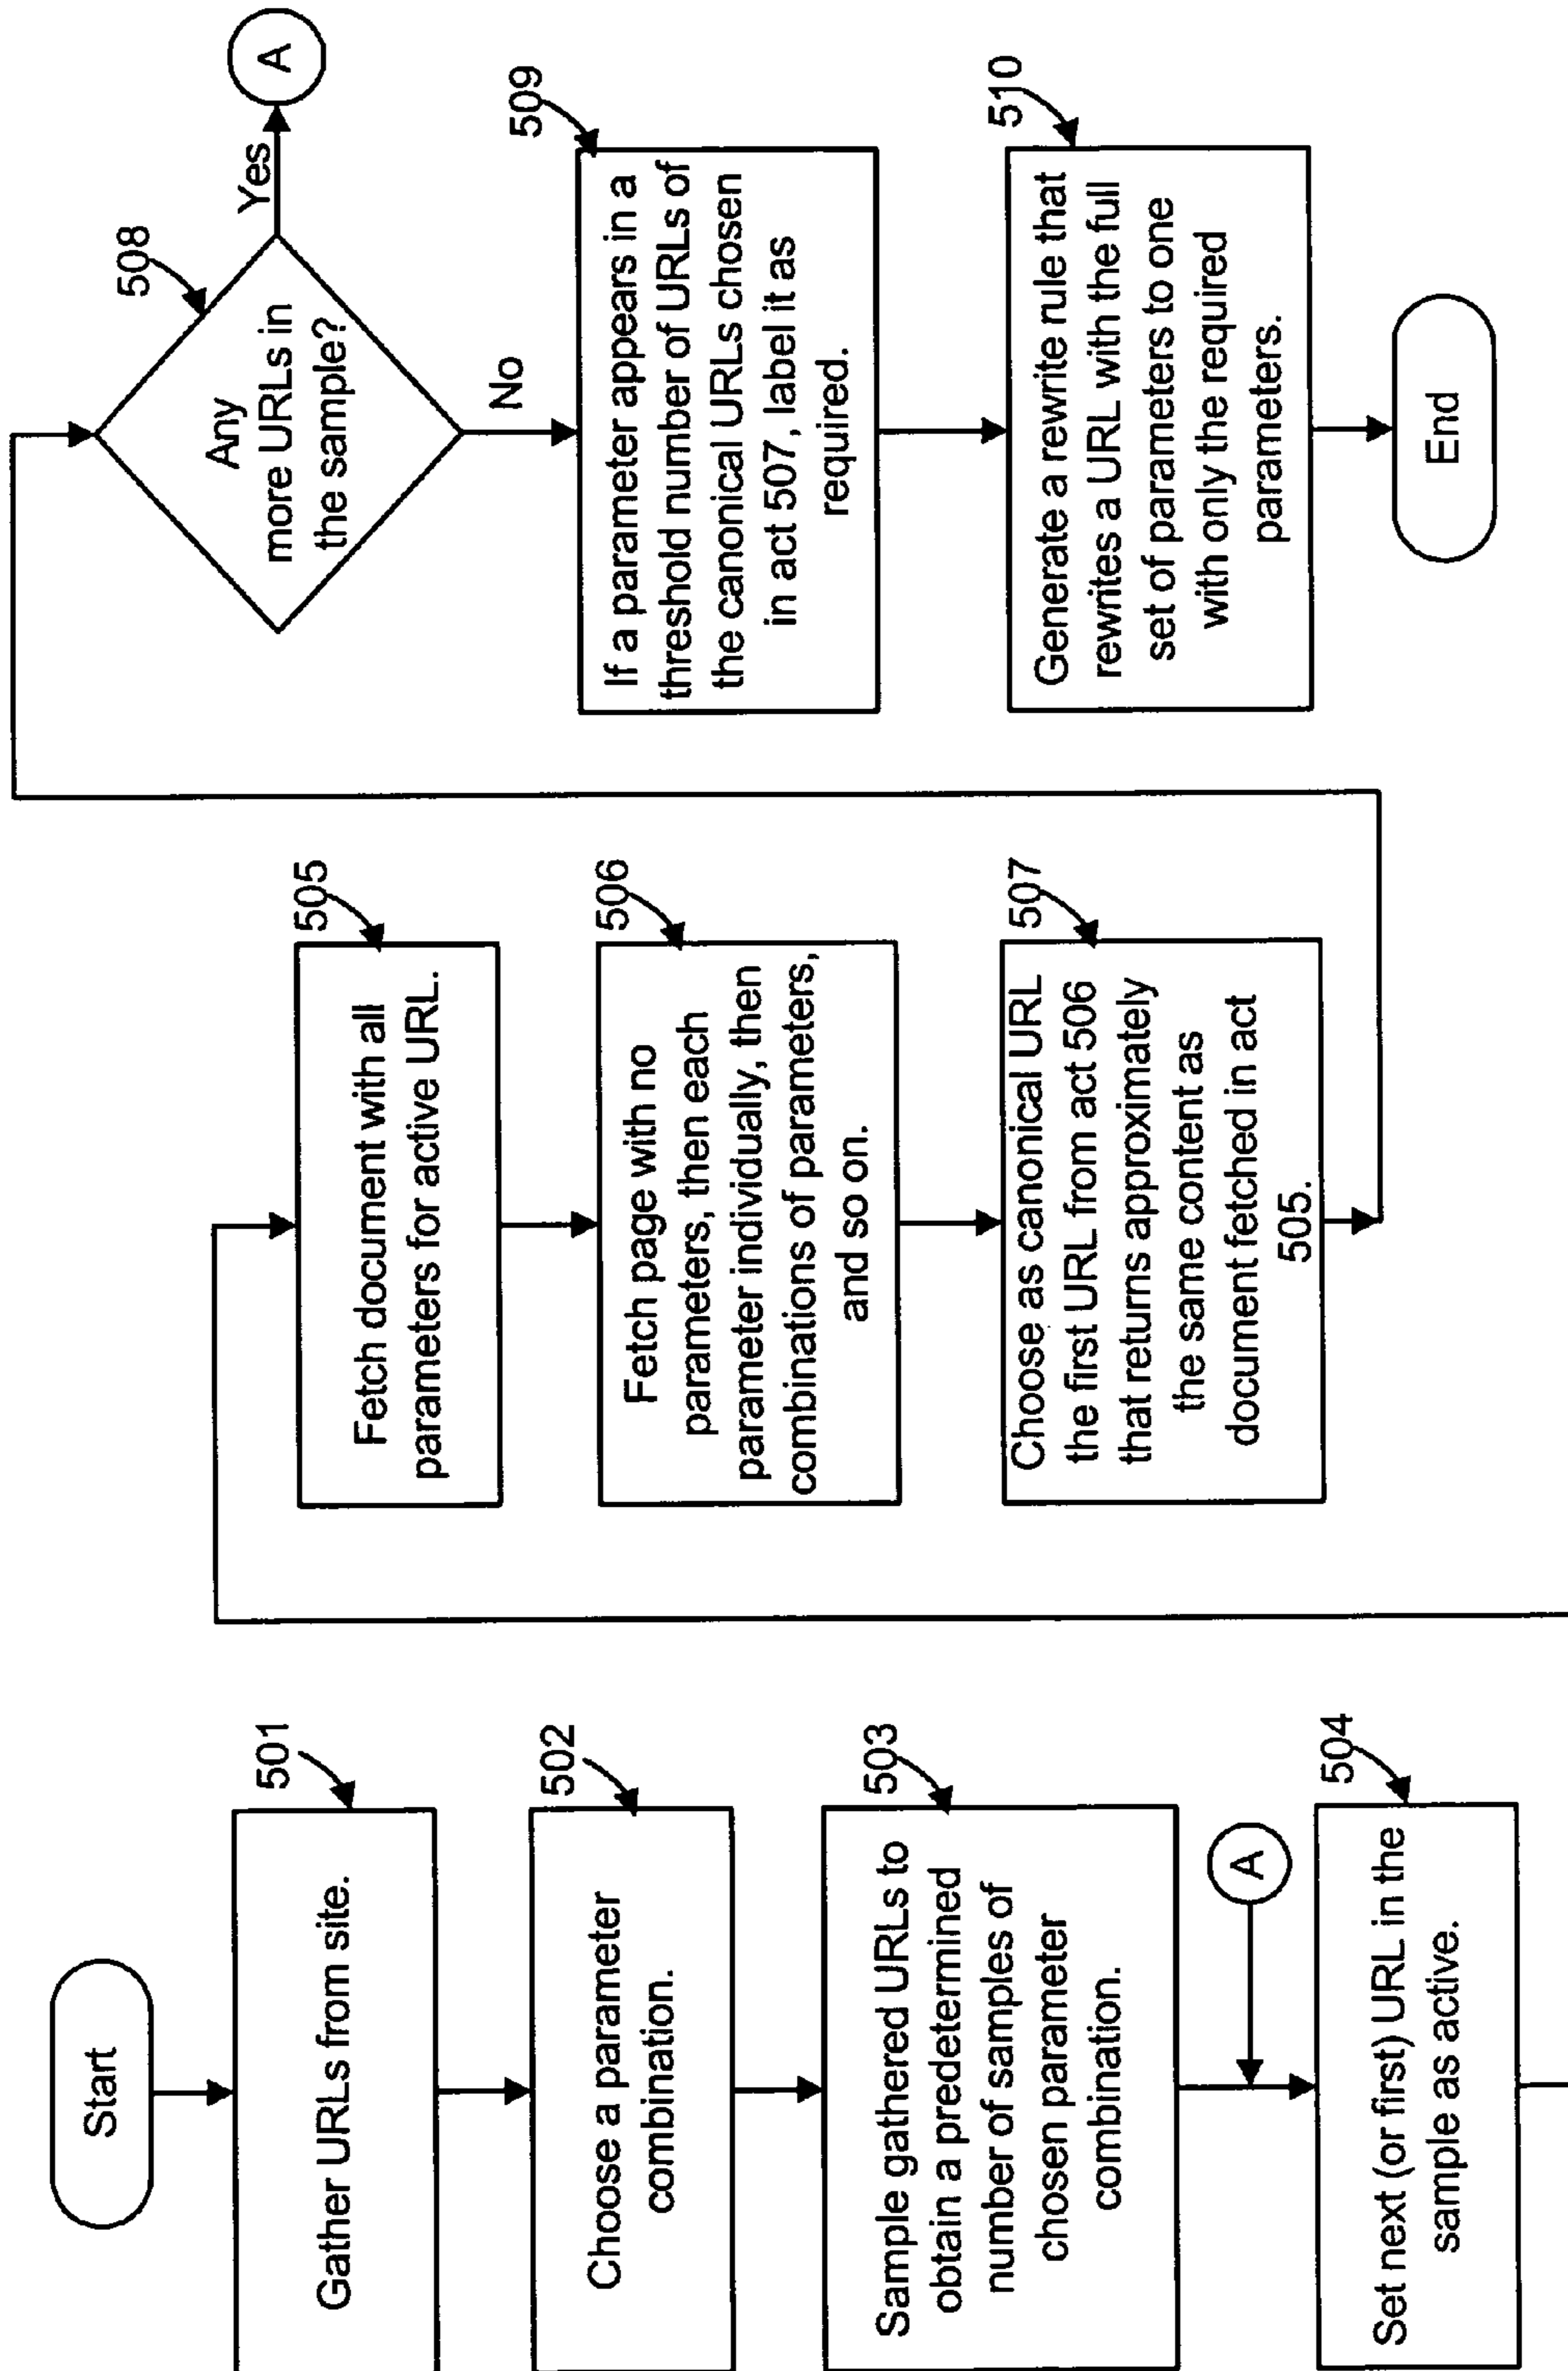 Start
501
Gather URLs from site.
502
Choose a parameter
combination.
503
Sample gathered URLs to
obtain a predetermined
number of samples of
chosen parameter
combination.
A
504
Set next (or first) URL in the
sample as active.
505
Fetch document with all
parameters for active URL.
506
Fetch page with no
parameters, then each
parameter individually, then
combinations of parameters,
and so on.
507
Choose as canonical URL
the first URL from act 506
that returns approximately
the same content as
document fetched in act
505.
508
Any
more URLs in
the sample?
Yes
A
No
509
If a parameter appears in a
threshold number of URLs of
the canonical URLs chosen
in act 507, label it as
required.
510
Generate a rewrite rule that
rewrites a URL with the full
set of parameters to one
with only the required
parameters.
End